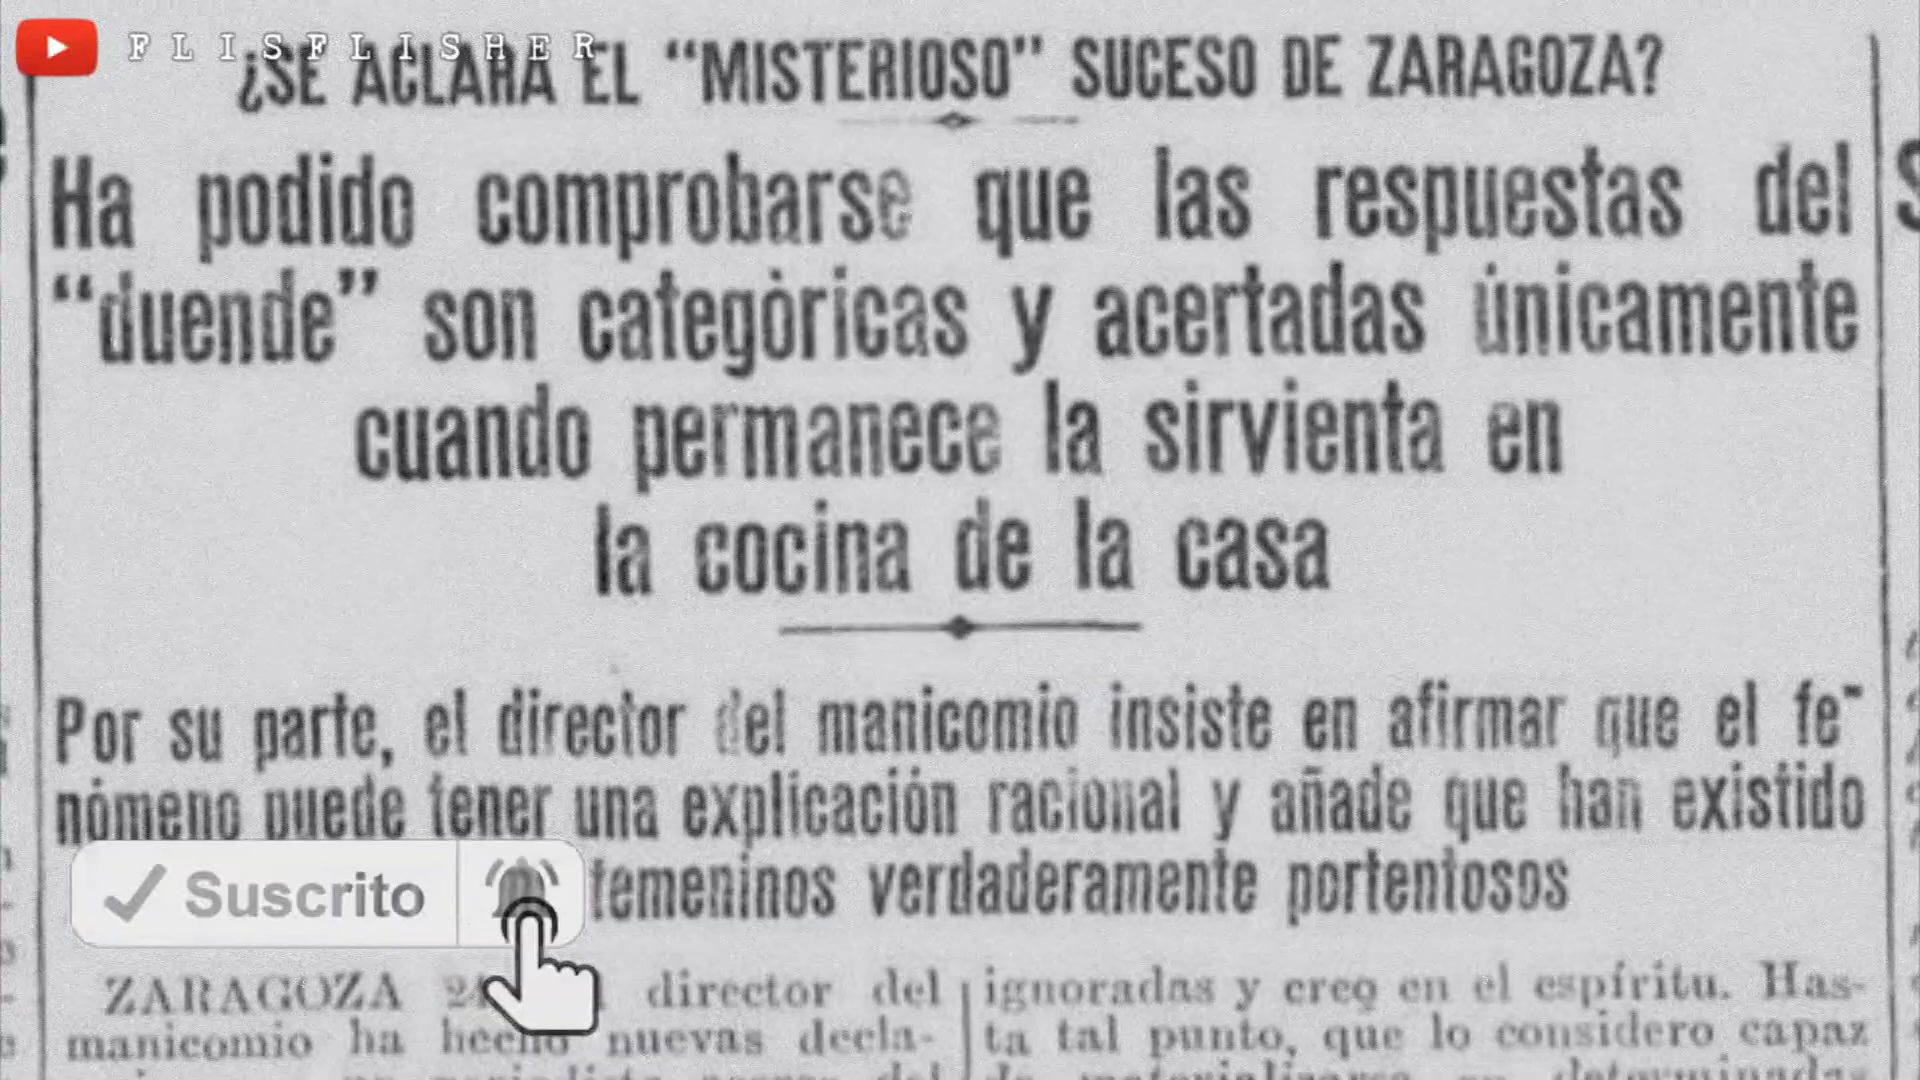 FLISFLISHER
¿SE ACLARA EL “MISTERIOSO” SUCESO DE ZARAGOZA?
Ha podido comprobarse que las respuestas del
“duende” son categòricas y acertadas únicamente
cuando permanece la sirvienta en
la cocina de la casa
Por su parte, el director del manicomio insiste en afirmar que el fe-
nómeno puede tener una explicación racional y añade que han existido
femeninos verdaderamente portentosos
Suscrito
ZARAGOZA director del
manicomio ha hecho nuevas decla-
ignoradas y creo en el espíritu. Has-
ta tal punto, que lo considero capaz